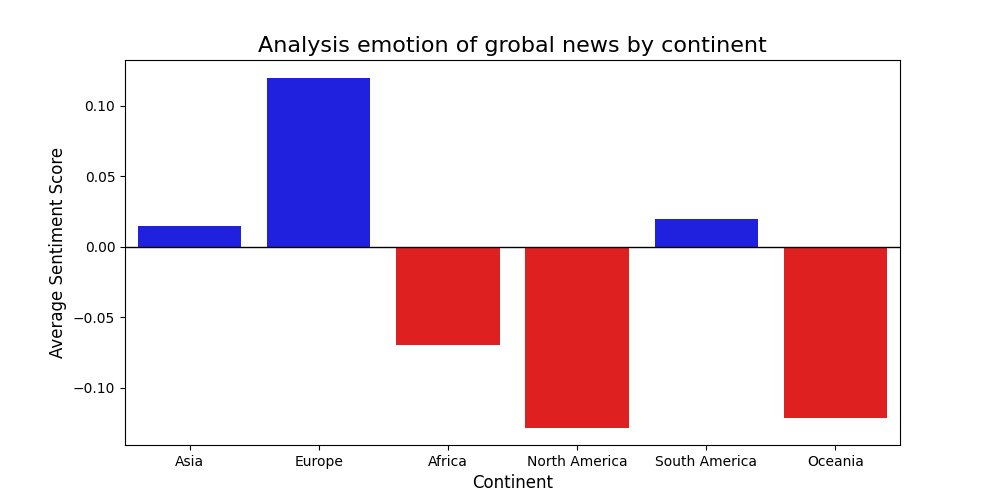 Analysis emotion of grobal news by continent
Average Sentiment Score
0.10
0.05
0.00
−0.05
−0.10
Asia Europe Africa North America South America Oceania
Continent